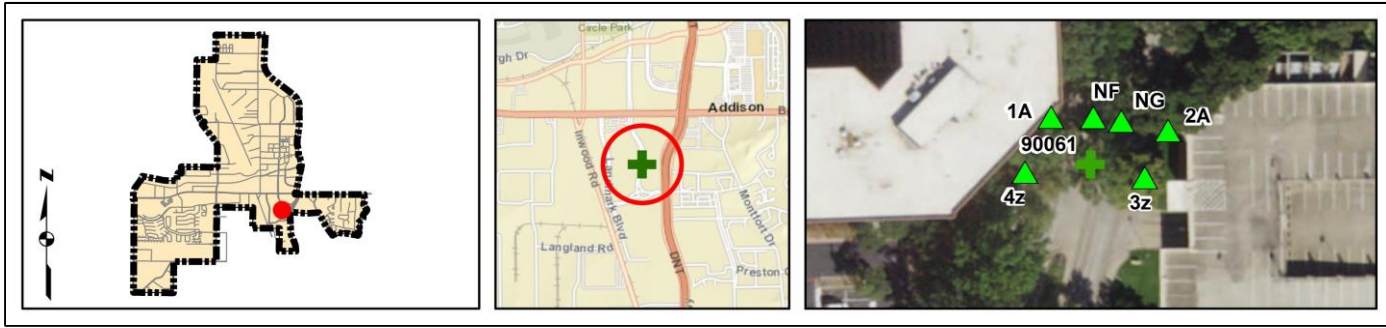 Z
Circle Park
gh Dr
Addison
B
Inwood Rd
Landmark Blvd
Langland Rd
DNT
Montfort Dr
Preston
NF
NG
1A
2A
90061
4z
3z